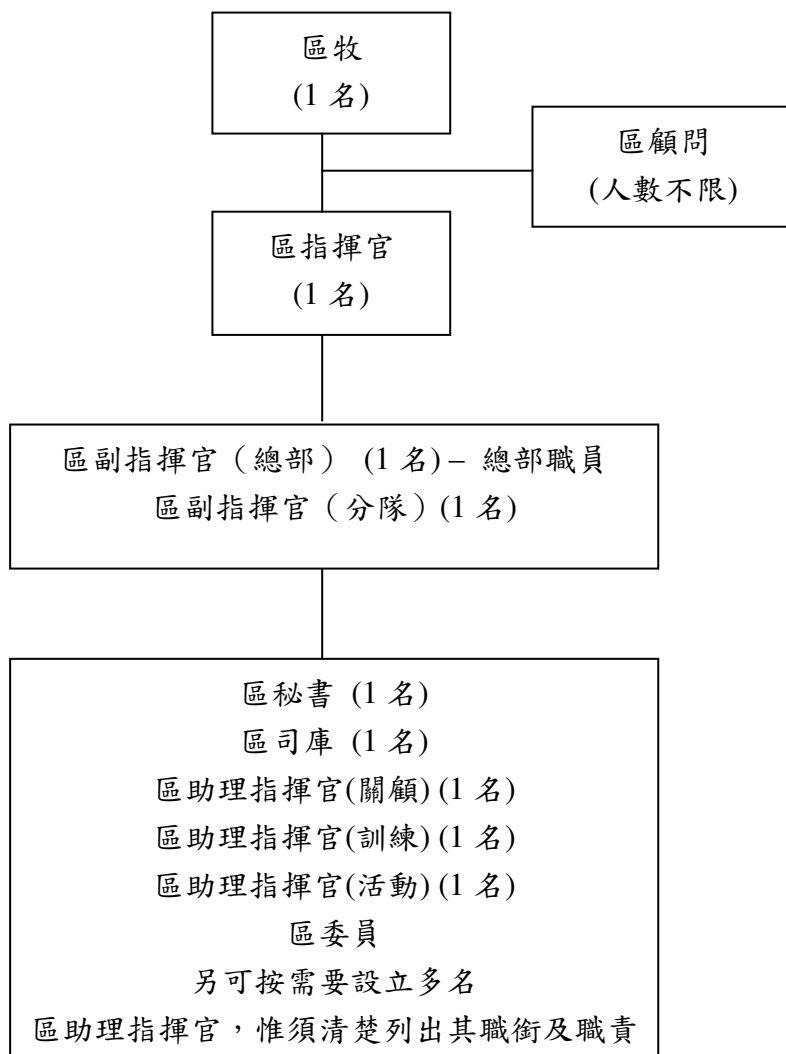 區牧
(1 名)
區顧問
(人數不限)
區指揮官
(1 名)
區副指揮官（總部） (1 名) – 總部職員
區副指揮官（分隊）(1 名)
區秘書 (1 名)
區司庫 (1 名)
區助理指揮官(關顧) (1 名)
區助理指揮官(訓練) (1 名)
區助理指揮官(活動) (1 名)
區委員
另可按需要設立多名
區助理指揮官，惟須清楚列出其職銜及職責